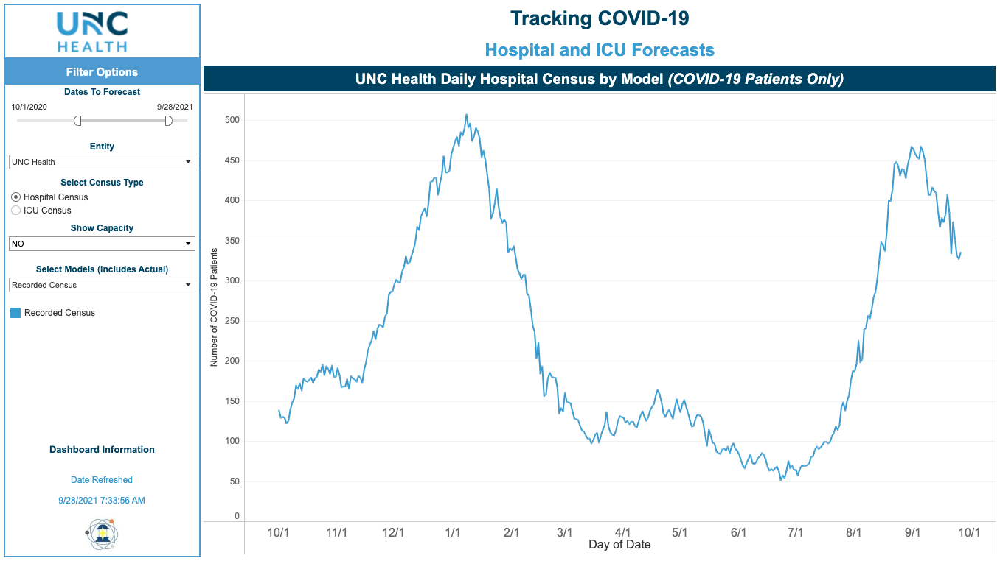 UNC
HEALTH
Filter Options
Dates To Forecast
10/1/2020 9/28/2021
Entity
UNC Health
Select Census Type
Hospital Census
ICU Census
Show Capacity
NO
Select Models (Includes Actual)
Recorded Census
Recorded Census
Dashboard Information
Date Refreshed
9/28/2021 7:33:56 AM
Tracking COVID-19
Hospital and ICU Forecasts
UNC Health Daily Hospital Census by Model (COVID-19 Patients Only)
Number of COVID-19 Patients
500
450
400
350
300
250
200
150
100
50
0
10/1 11/1 12/1 1/1 2/1 3/1 4/1 5/1 6/1 7/1 8/1 9/1 10/1
Day of Date